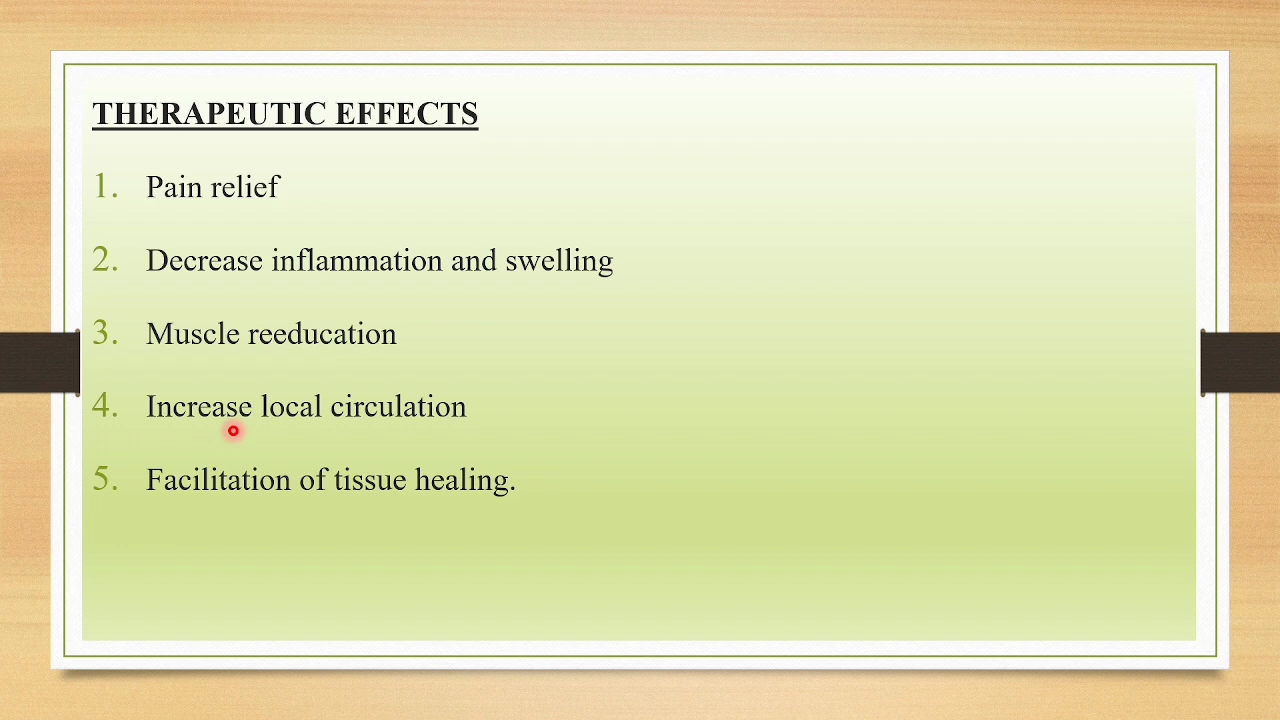 THERAPEUTIC EFFECTS
1. Pain relief
2. Decrease inflammation and swelling
3. Muscle reeducation
4. Increase local circulation
5. Facilitation of tissue healing.